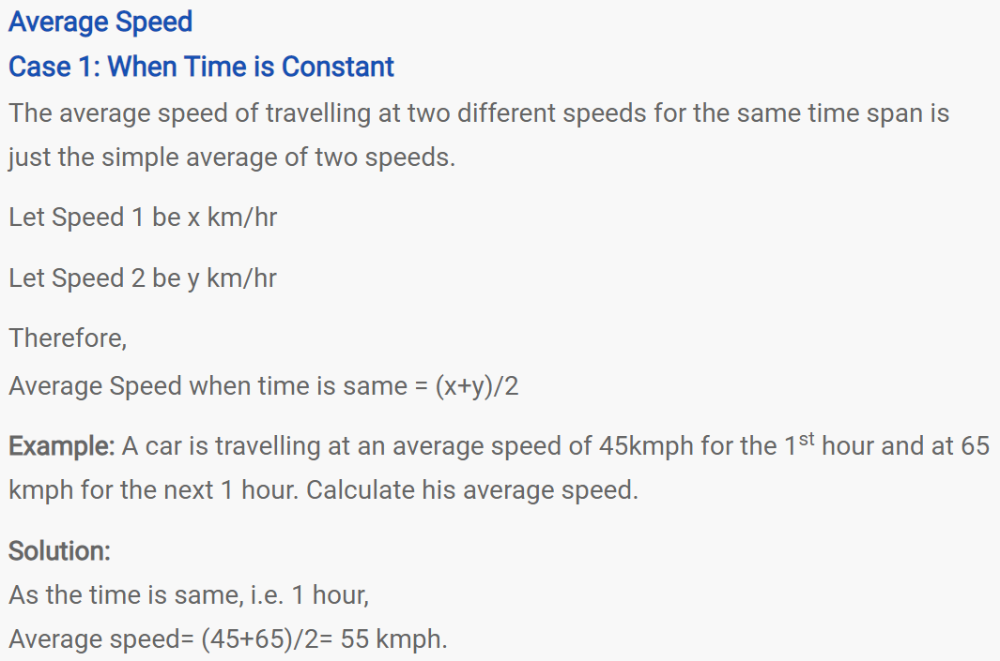 Average Speed
Case 1: When Time is Constant
The average speed of travelling at two different speeds for the same time span is
just the simple average of two speeds.
Let Speed 1 be x km/hr
Let Speed 2 be y km/hr
Therefore,
Average Speed when time is same = (x+y)/2
Example: A car is travelling at an average speed of 45kmph for the 1st hour and at 65
kmph for the next 1 hour. Calculate his average speed.
Solution:
As the time is same, i.e. 1 hour,
Average speed= (45+65)/2= 55 kmph.